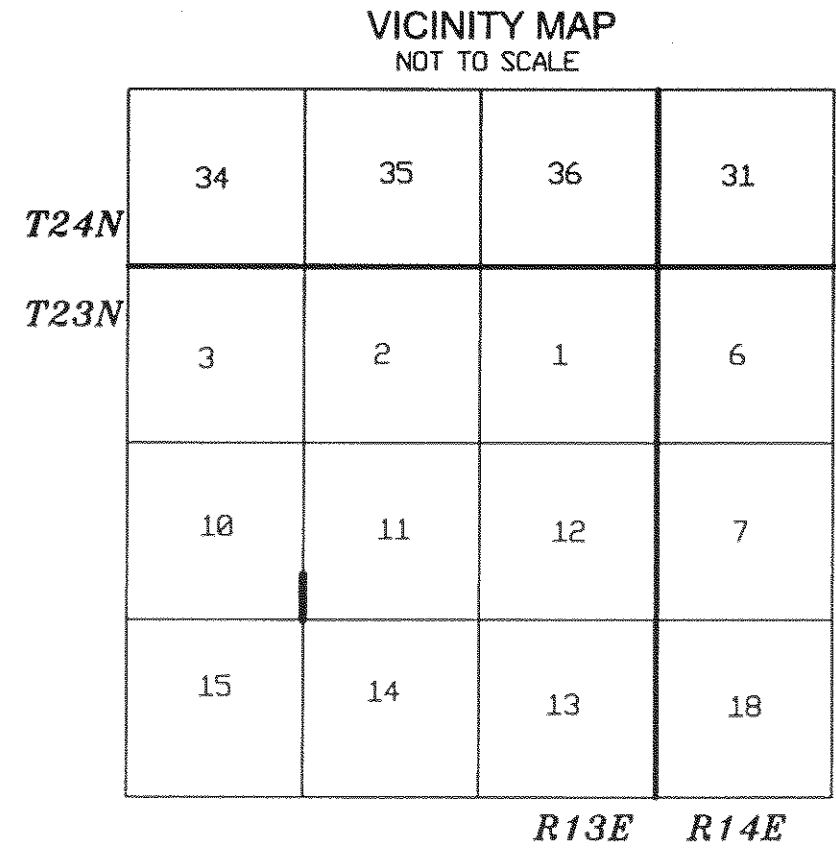 VICINITY MAP
NOT TO SCALE
34 35 36 31
T24N
T23N
3 2 1 6
10 11 12 7
15 14 13 18
R13E R14E